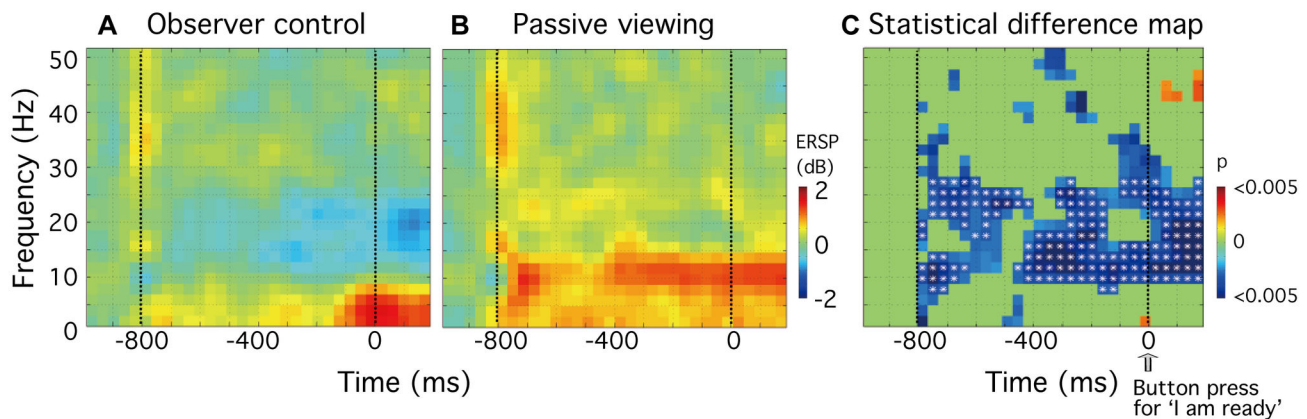 A Observer control
B Passive viewing
C Statistical difference map
Frequency (Hz)
50
40
30
20
10
0
-800
-400
0
-800
-400
0
Time (ms)
ERSP
(dB)
2
0
-2
-800
-400
0
Time (ms)
p
<0.005
0
<0.005
Button press
for 'I am ready'